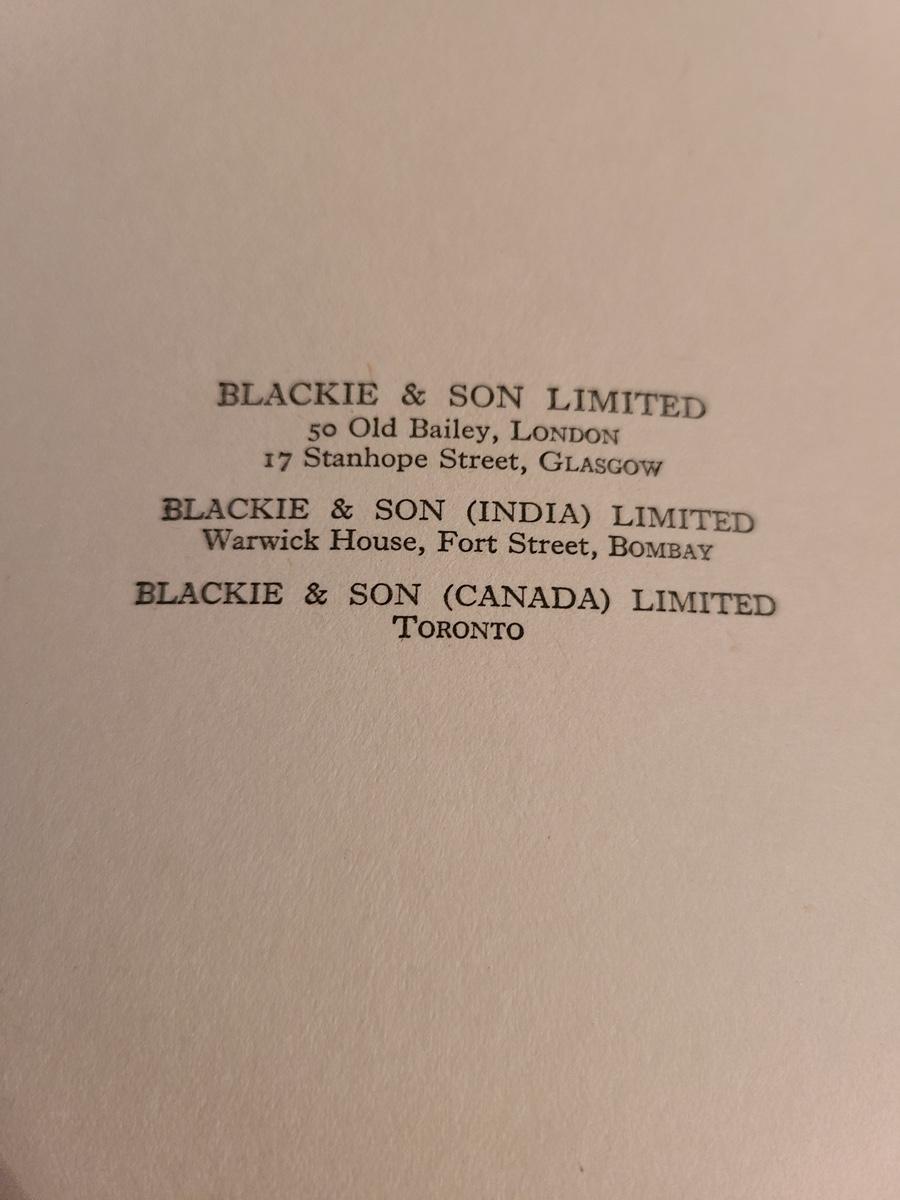 BLACKIE & SON LIMITED
50 Old Bailey, LONDON
17 Stanhope Street, GLASGOW
BLACKIE & SON (INDIA) LIMITED
Warwick House, Fort Street, BOMBAY
BLACKIE & SON (CANADA) LIMITED
TORONTO